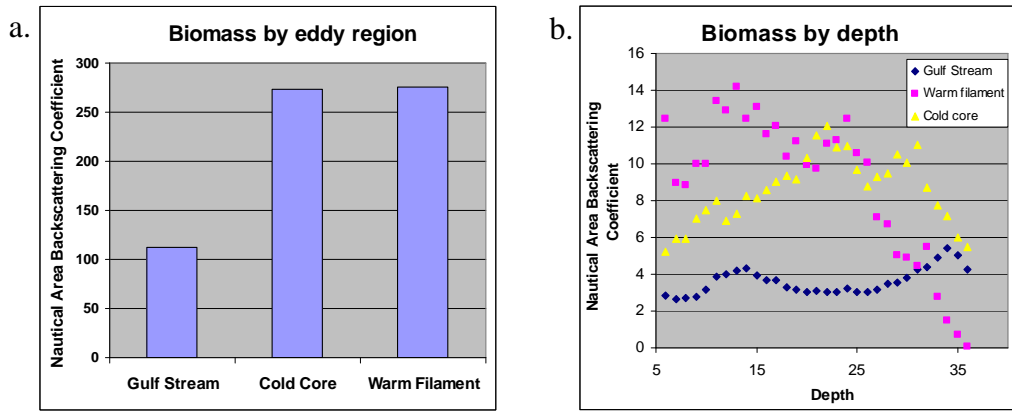 a.
Biomass by eddy region
Nautical Area Backscattering Coefficient
300
250
200
150
100
50
0
Gulf Stream
Cold Core
Warm Filament
b.
Biomass by depth
Nautical Area Backscattering
Coefficient
16
14
12
10
8
6
4
2
0
5
15
25
35
Depth
Gulf Stream
Warm filament
Cold core